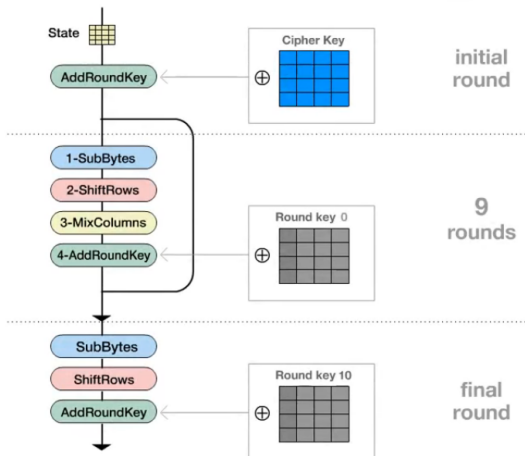 State
Cipher Key
AddRoundKey
⊕
initial
round
1-SubBytes
2-ShiftRows
3-MixColumns
4-AddRoundKey
Round key 0
⊕
9
rounds
SubBytes
ShiftRows
AddRoundKey
Round key 10
⊕
final
round